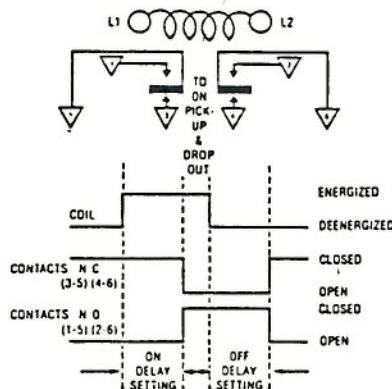 L1 L2
TO
ON
PICK-
UP
&
DROP
OUT
ENERGIZED
COIL
DEENERGIZED
CONTACTS N C
(3-5) (4-6)
CLOSED
OPEN
CONTACTS N O
(1-5) (2-6)
CLOSED
OPEN
ON
DELAY
SETTING
OFF
DELAY
SETTING